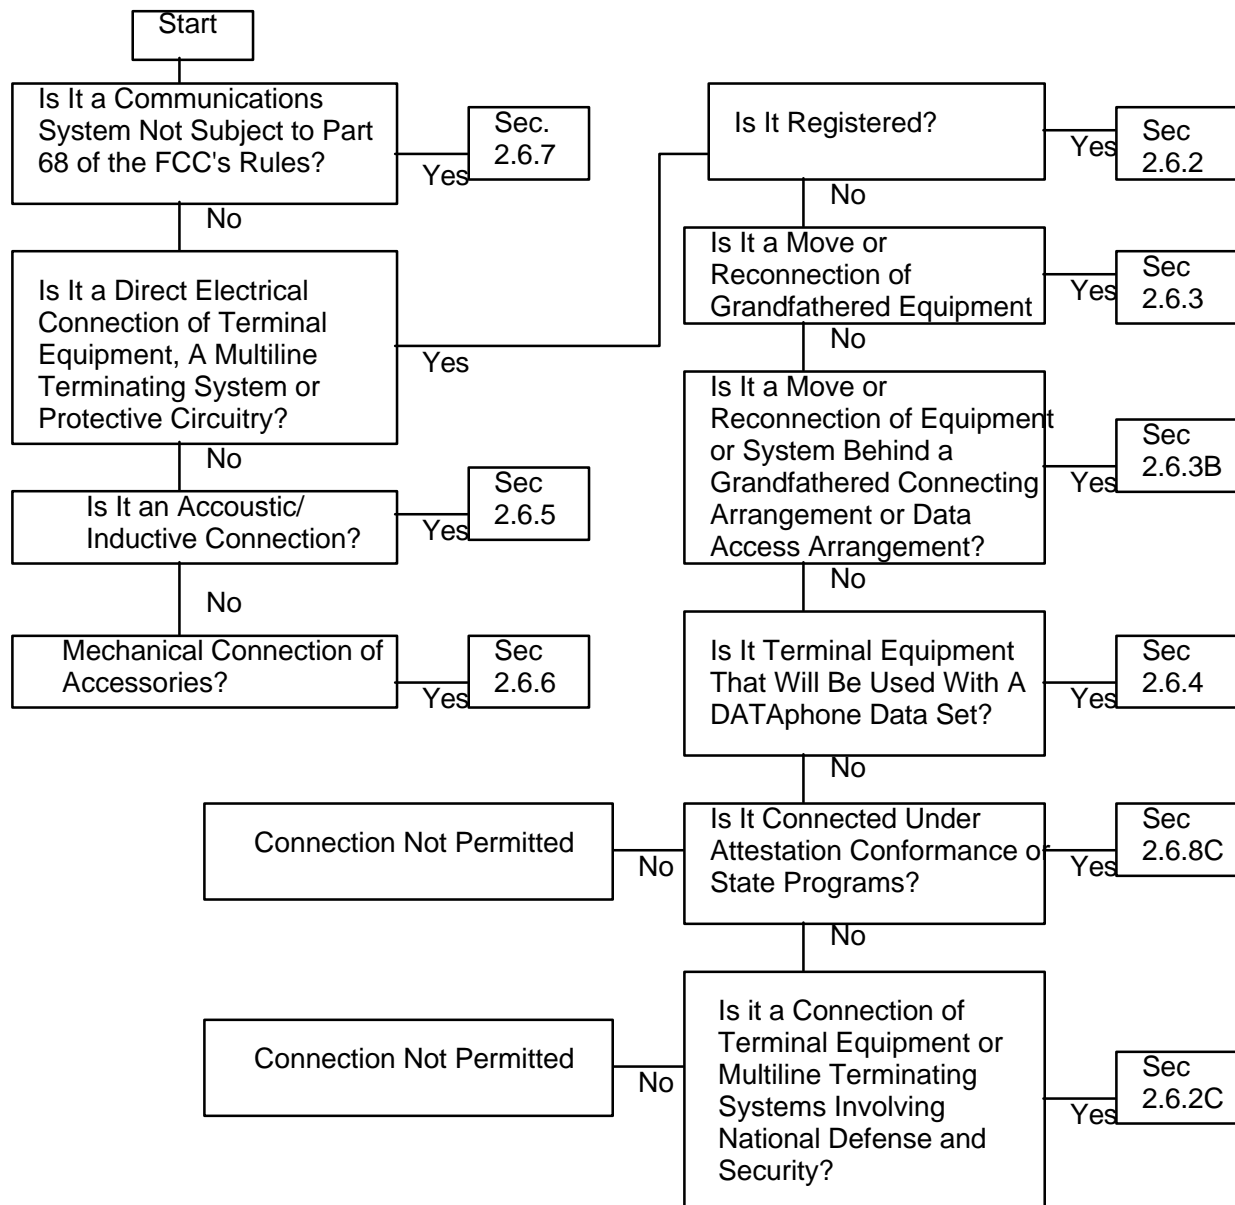 Start
Is It a Communications
System Not Subject to Part
68 of the FCC's Rules?
Yes
Sec.
2.6.7
No
Is It a Direct Electrical
Connection of Terminal
Equipment, A Multiline
Terminating System or
Protective Circuitry?
Yes
No
Is It an Accoustic/
Inductive Connection?
Yes
Sec
2.6.5
No
Mechanical Connection of
Accessories?
Yes
Sec
2.6.6
Is It Registered?
Yes
Sec
2.6.2
No
Is It a Move or
Reconnection of
Grandfathered Equipment
Yes
Sec
2.6.3
No
Is It a Move or
Reconnection of Equipment
or System Behind a
Grandfathered Connecting
Arrangement or Data
Access Arrangement?
Yes
Sec
2.6.3B
No
Is It Terminal Equipment
That Will Be Used With A
DATAphone Data Set?
Yes
Sec
2.6.4
No
Is It Connected Under
Attestation Conformance or
State Programs?
Yes
Sec
2.6.8C
No
Connection Not Permitted
No
Is it a Connection of
Terminal Equipment or
Multiline Terminating
Systems Involving
National Defense and
Security?
Yes
Sec
2.6.2C
No
Connection Not Permitted